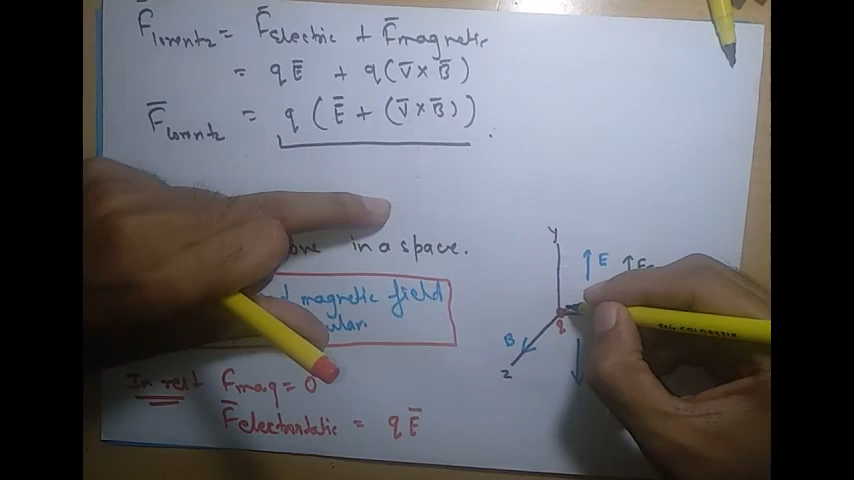 F̄lorentz = F̄Electric + F̄magnetic
= qĒ + q(V̄ × B̄)
F̄Lorentz = q(Ē + (V̄ × B̄)).
in a space.
magnetic field
In rest Fmag = 0
F̄electrostatic = qĒ
y
E
q
B
z